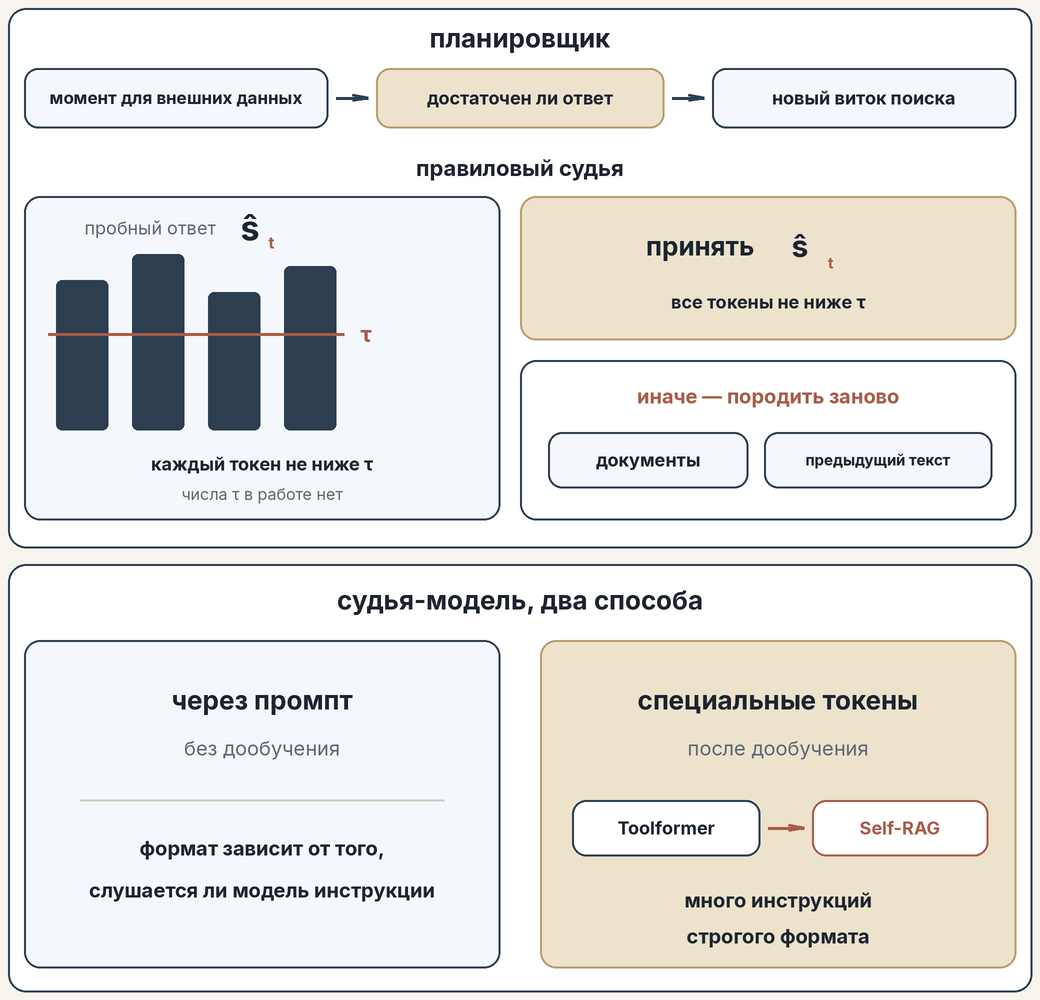 планировщик
момент для внешних данных
достаточен ли ответ
новый виток поиска
правиловый судья
пробный ответ ŝ t
τ
каждый токен не ниже τ
числа τ в работе нет
принять ŝ t
все токены не ниже τ
иначе — породить заново
документы
предыдущий текст
судья-модель, два способа
через промпт
без дообучения
формат зависит от того,
слушается ли модель инструкции
специальные токены
после дообучения
Toolformer
Self-RAG
много инструкций
строгого формата